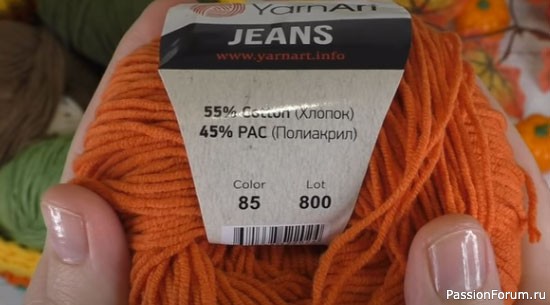 YarnArt
JEANS
www.yarnart.info
55% Cotton (Хлопок)
45% PAC (Полиакрил)
Color Lot
85 800
PassionForum.ru